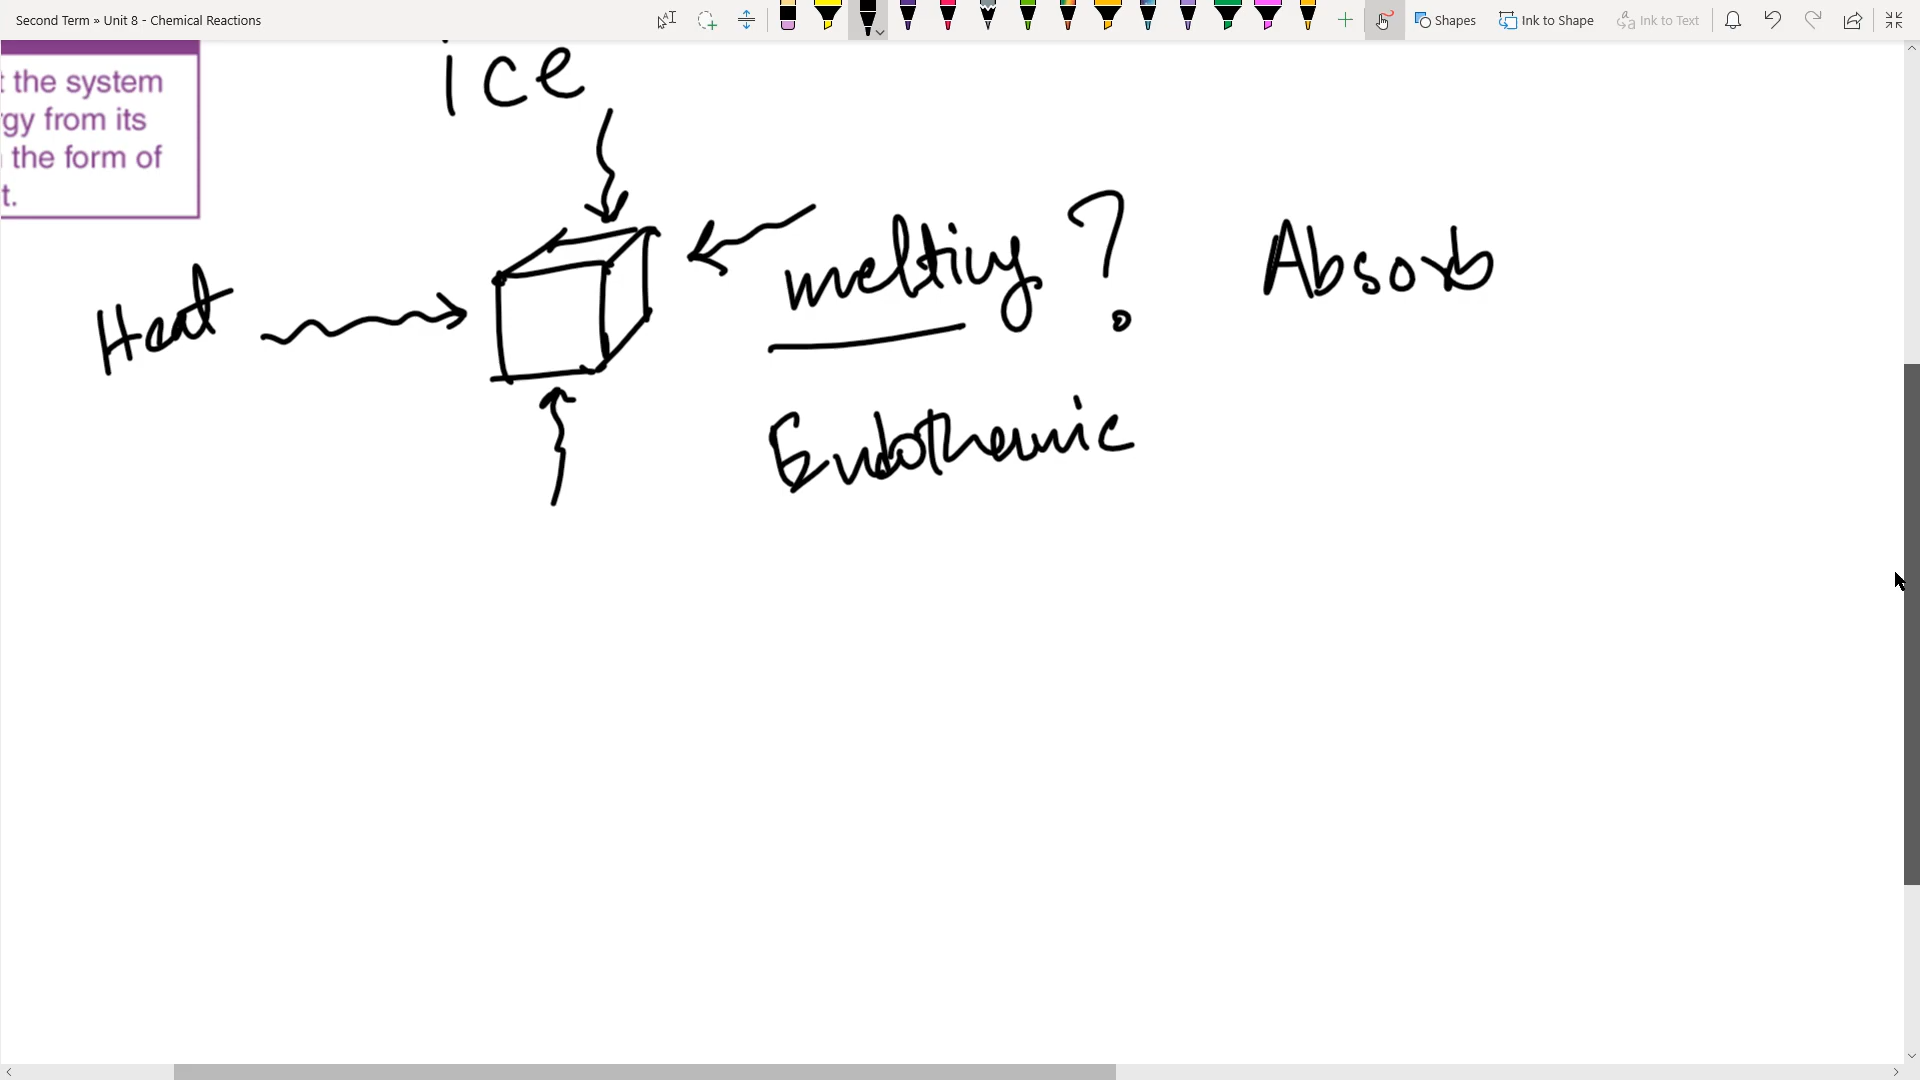 Second Term » Unit 8 - Chemical Reactions
Shapes
Ink to Shape
Ink to Text
t the system
gy from its
the form of
t.
ice
melting ?
Absorb
Heat
Endothermic